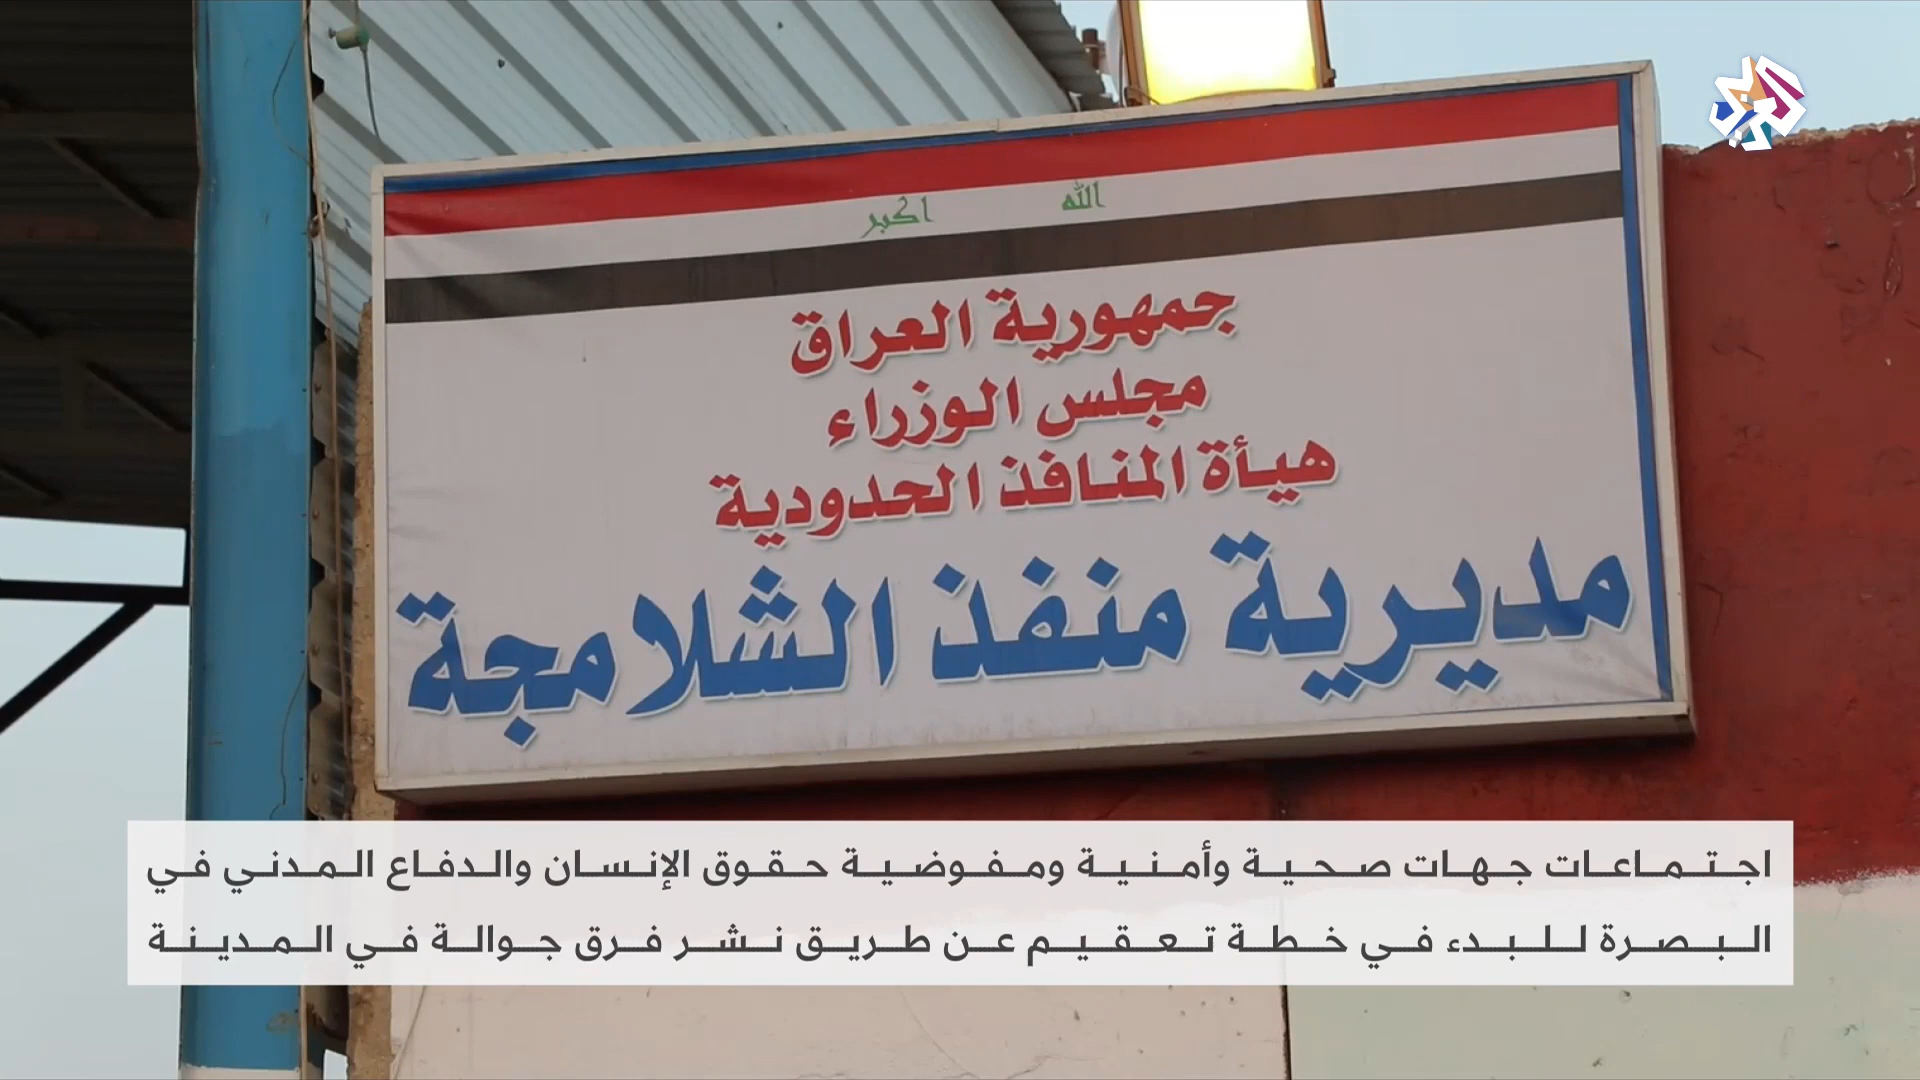 الله اكبر
جمهورية العراق
مجلس الوزراء
هيأة المنافذ الحدودية
مديرية منفذ الشلامجة
اجتماعات جهات صحية وأمنية ومفوضية حقوق الإنسان والدفاع المدني في
البصرة للبدء في خطة تعقيم عن طريق نشر فرق جوالة في المدينة